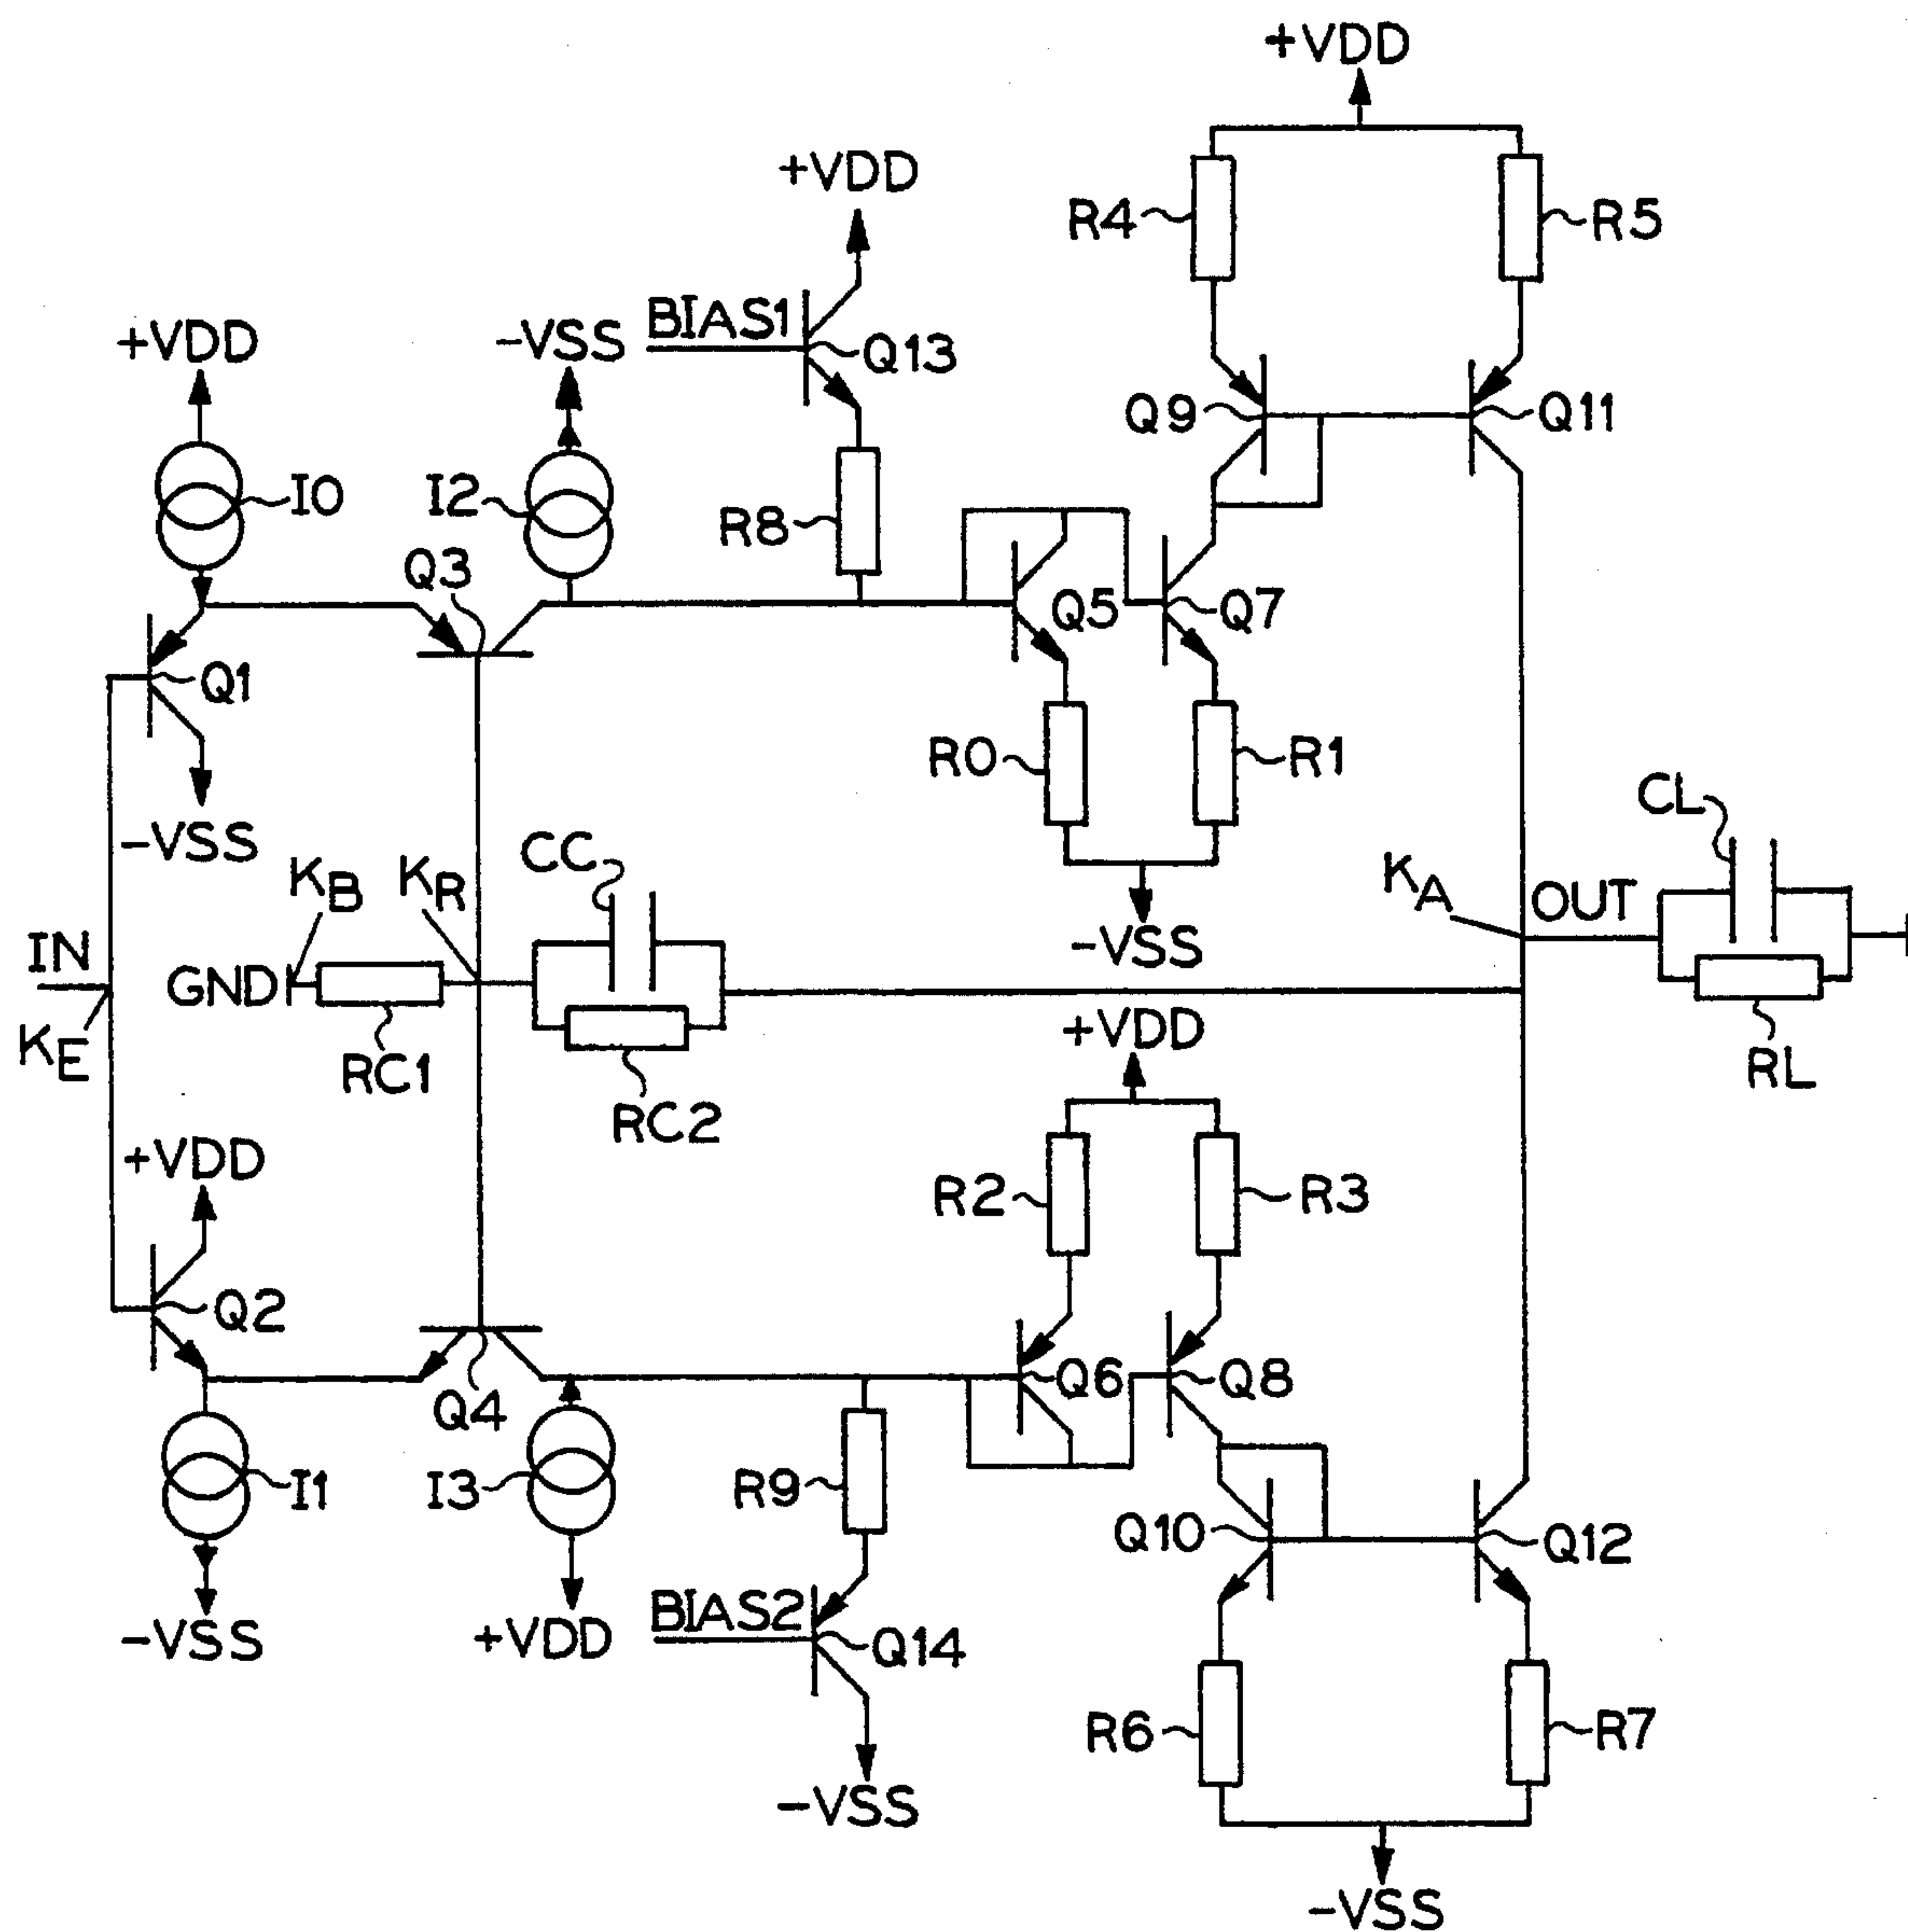 +VDD
R4
R5
+VDD
BIAS1
Q13
+VDD
-VSS
Q9
Q11
I0
I2
R8
Q3
Q5
Q7
Q1
R0
R1
-VSS
CL
CC
KB
KR
KA
OUT
-VSS
IN
GND
KE
RC1
+VDD
RL
RC2
+VDD
R2
R3
Q2
Q6
Q8
Q4
I1
I3
R9
Q10
Q12
-VSS
+VDD
BIAS2
Q14
R6
R7
-VSS
-VSS